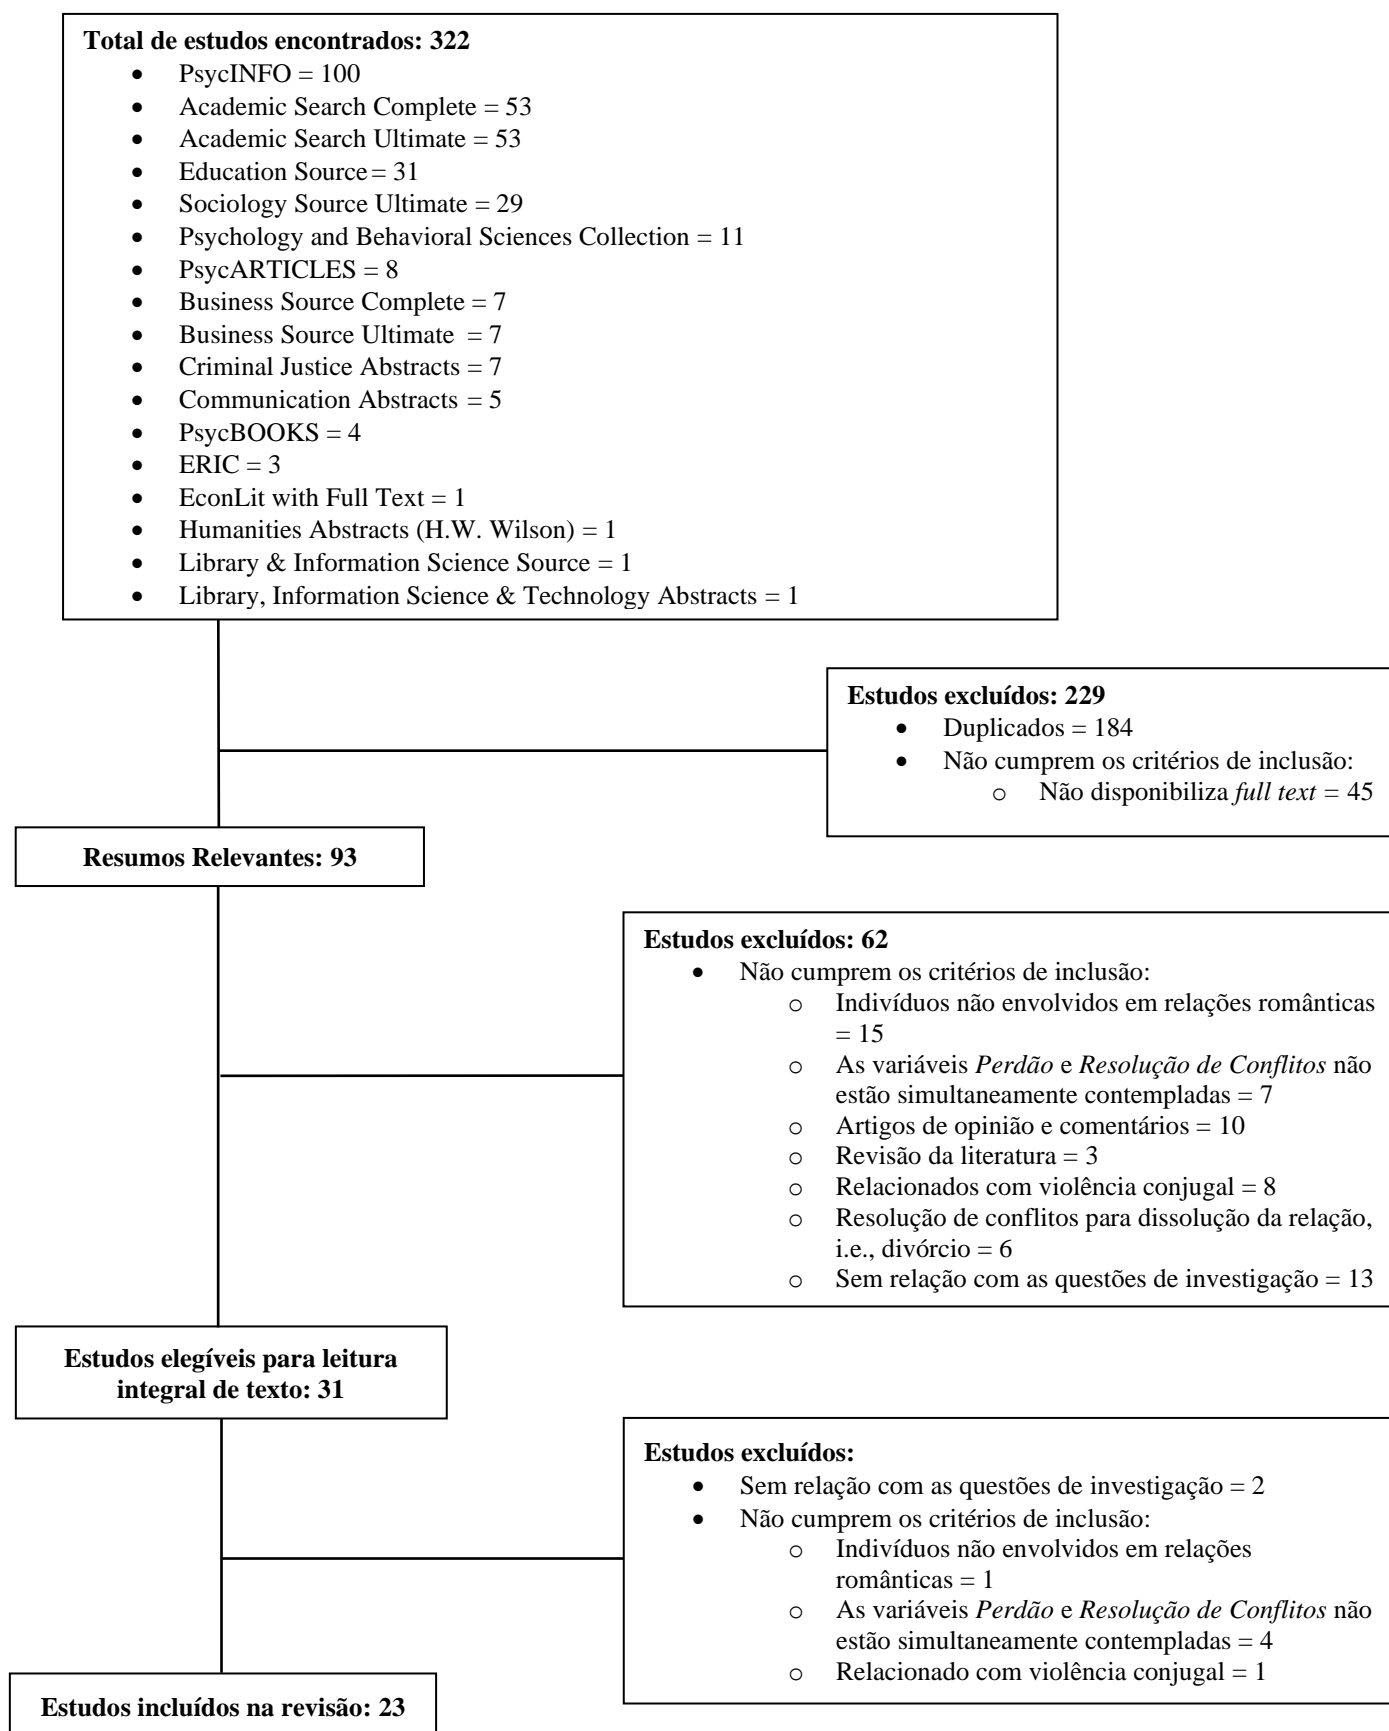 Total de estudos encontrados: 322
• PsycINFO = 100
• Academic Search Complete = 53
• Academic Search Ultimate = 53
• Education Source = 31
• Sociology Source Ultimate = 29
• Psychology and Behavioral Sciences Collection = 11
• PsycARTICLES = 8
• Business Source Complete = 7
• Business Source Ultimate = 7
• Criminal Justice Abstracts = 7
• Communication Abstracts = 5
• PsycBOOKS = 4
• ERIC = 3
• EconLit with Full Text = 1
• Humanities Abstracts (H.W. Wilson) = 1
• Library & Information Science Source = 1
• Library, Information Science & Technology Abstracts = 1
Estudos excluídos: 229
• Duplicados = 184
• Não cumprem os critérios de inclusão:
o Não disponibiliza full text = 45
Resumos Relevantes: 93
Estudos excluídos: 62
• Não cumprem os critérios de inclusão:
o Indivíduos não envolvidos em relações românticas
= 15
o As variáveis Perdão e Resolução de Conflitos não
estão simultaneamente contempladas = 7
o Artigos de opinião e comentários = 10
o Revisão da literatura = 3
o Relacionados com violência conjugal = 8
o Resolução de conflitos para dissolução da relação,
i.e., divórcio = 6
o Sem relação com as questões de investigação = 13
Estudos elegíveis para leitura
integral de texto: 31
Estudos excluídos:
• Sem relação com as questões de investigação = 2
• Não cumprem os critérios de inclusão:
o Indivíduos não envolvidos em relações
românticas = 1
o As variáveis Perdão e Resolução de Conflitos não
estão simultaneamente contempladas = 4
o Relacionado com violência conjugal = 1
Estudos incluídos na revisão: 23